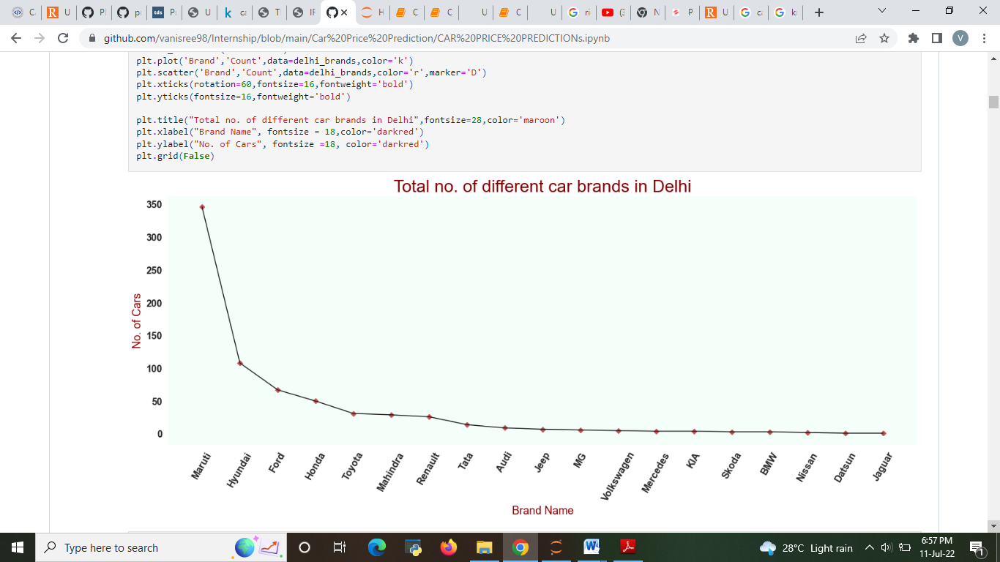 C
U
Pl
pr
tds
P
U
k
ca
T
IF
H
C
C
U
C
U
ri
(3
N
P
U
ca
k
github.com/vanisree98/Internship/blob/main/Car%20Price%20Prediction/CAR%20PRICE%20PREDICTIONs.ipynb
V
plt.plot('Brand','Count',data=delhi_brands,color='k')
plt.scatter('Brand','Count',data=delhi_brands,color='r',marker='D')
plt.xticks(rotation=60,fontsize=16,fontweight='bold')
plt.yticks(fontsize=16,fontweight='bold')
plt.title("Total no. of different car brands in Delhi",fontsize=28,color='maroon')
plt.xlabel("Brand Name", fontsize = 18,color='darkred')
plt.ylabel("No. of Cars", fontsize =18, color='darkred')
plt.grid(False)
Total no. of different car brands in Delhi
350
300
250
200
150
100
50
0
No. of Cars
Maruti
Hyundai
Ford
Honda
Toyota
Mahindra
Renault
Tata
Audi
Jeep
MG
Volkswagen
Mercedes
KIA
Skoda
BMW
Nissan
Datsun
Jaguar
Brand Name
Type here to search
28°C Light rain
6:57 PM
11-Jul-22
1